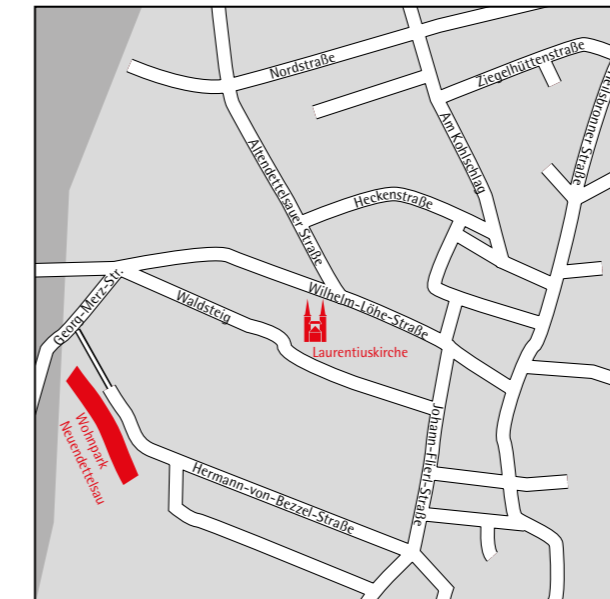 Nordstraße
Ziegelhüttenstraße
Am Kohlschlag
Altendettelsauer Straße
Heckenstraße
Georg-Merz-Str.
Waldsteig
Wilhelm-Löhe-Straße
Laurentiuskirche
Wohnpark
Neuendettelsau
Johann-Flierl-Straße
Hermann-von-Bezzel-Straße
Straße